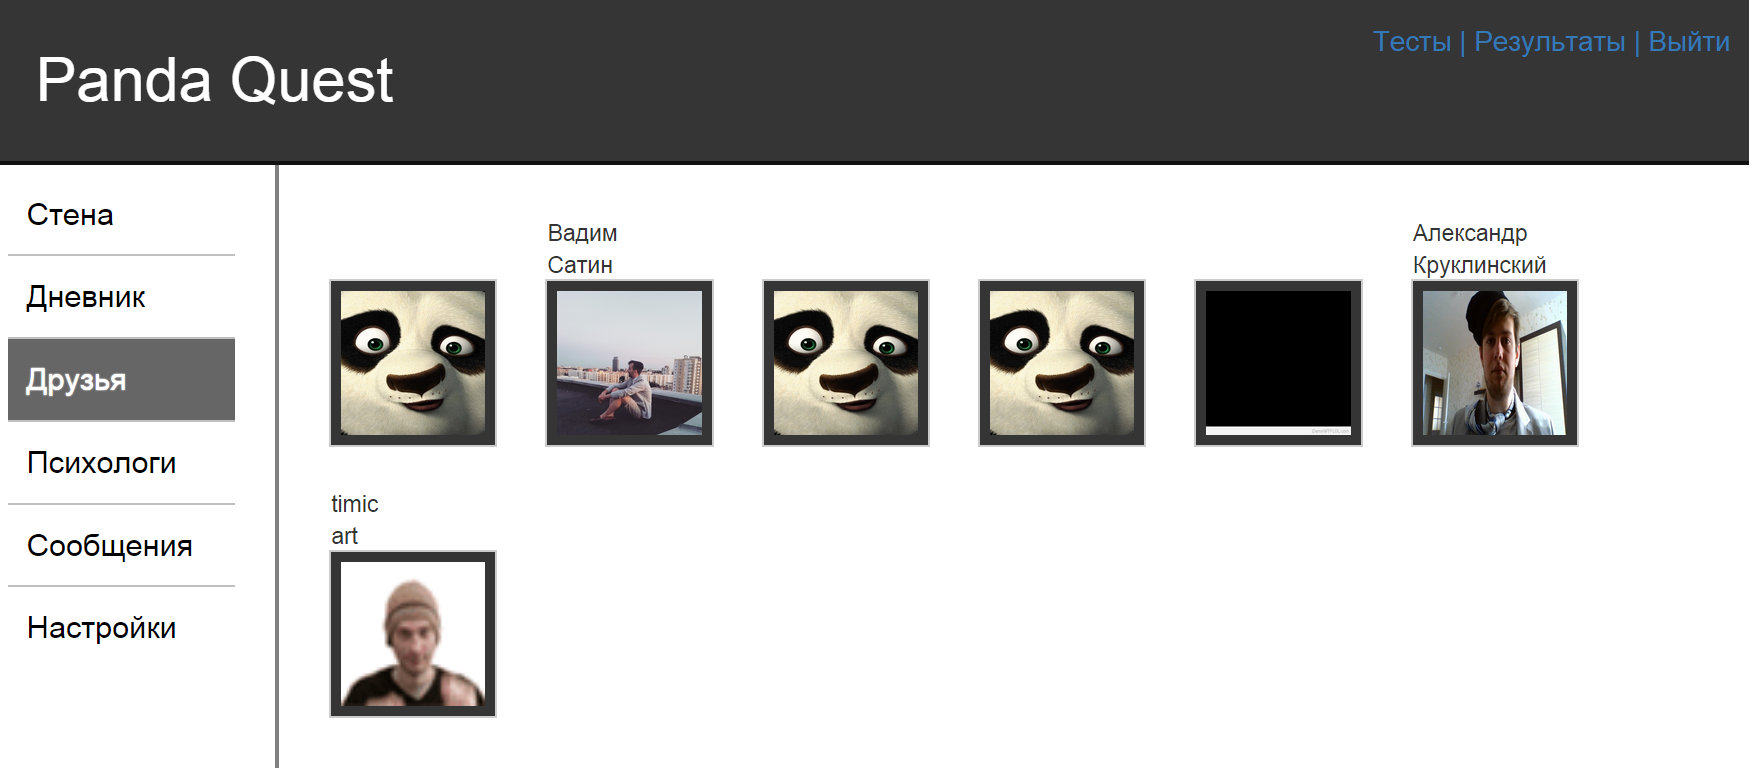 Тесты | Результаты | Выйти
Panda Quest
Стена
Дневник
Друзья
Психологи
Сообщения
Настройки
Вадим
Сатин
Александр
Круклинский
timic
art